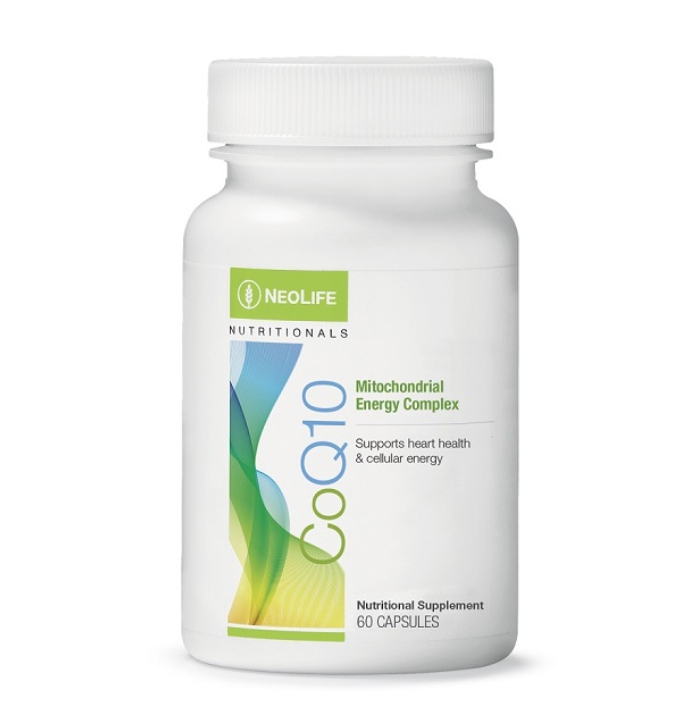 NEOLIFE
NUTRITIONALS
CoQ10
Mitochondrial
Energy Complex
Supports heart health
& cellular energy
Nutritional Supplement
60 CAPSULES